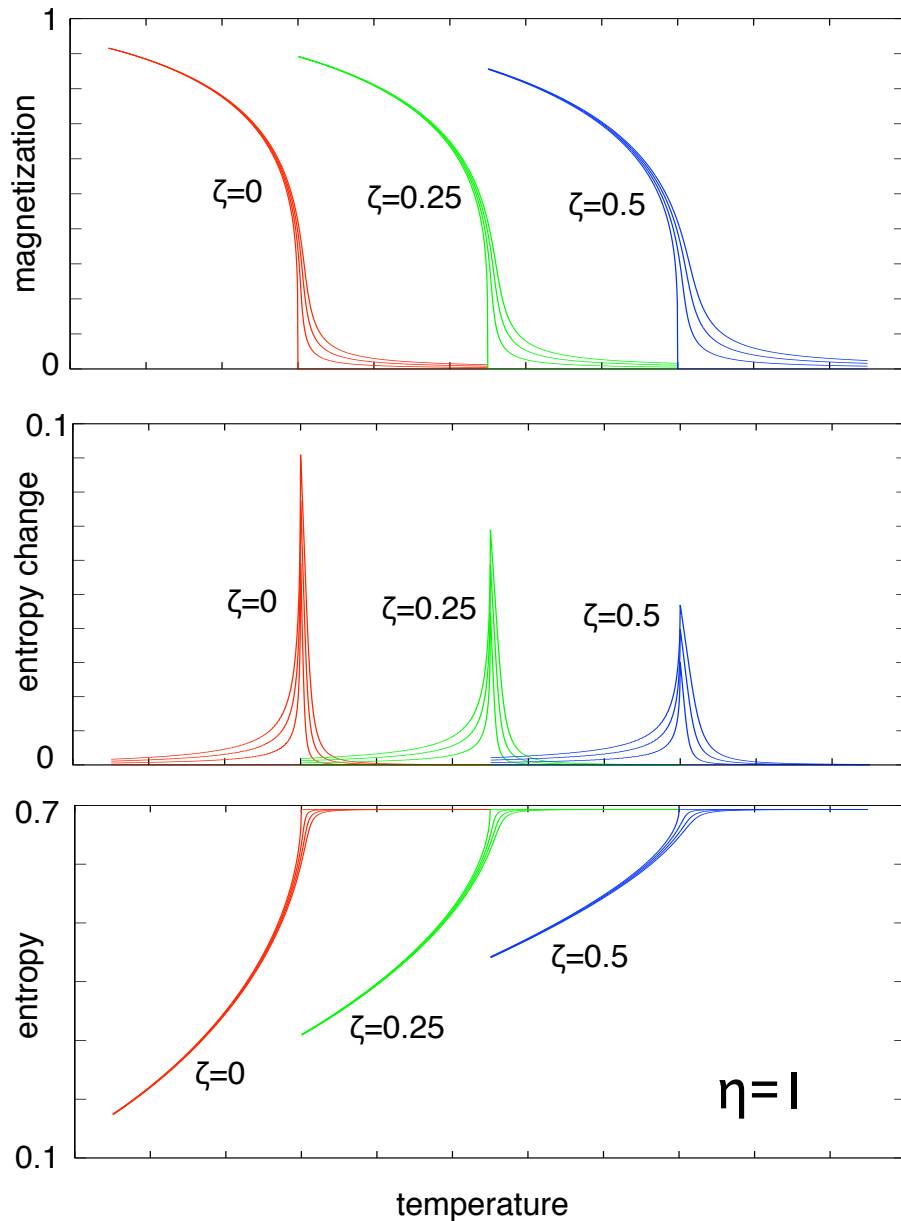 1
magnetization
ζ=0
ζ=0.25
ζ=0.5
0
0.1
entropy change
ζ=0
ζ=0.25
ζ=0.5
0
0.7
entropy
ζ=0.5
ζ=0.25
ζ=0
η=1
0.1
temperature